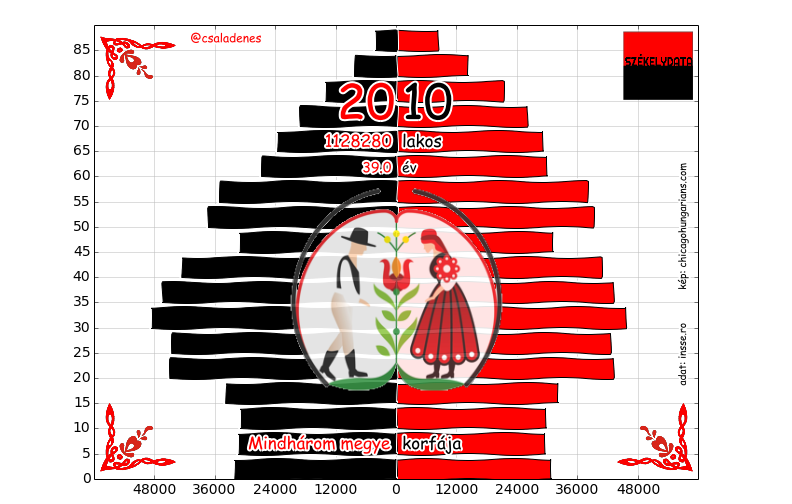 @csaladenes
SZÉKELYDATA
2010
1128280 lakos
39.0 év
kép: chicagohungarians.com
adat: insse.ro
Mindhárom megye korfája
85
80
75
70
65
60
55
50
45
40
35
30
25
20
15
10
5
0
48000 36000 24000 12000 0 12000 24000 36000 48000